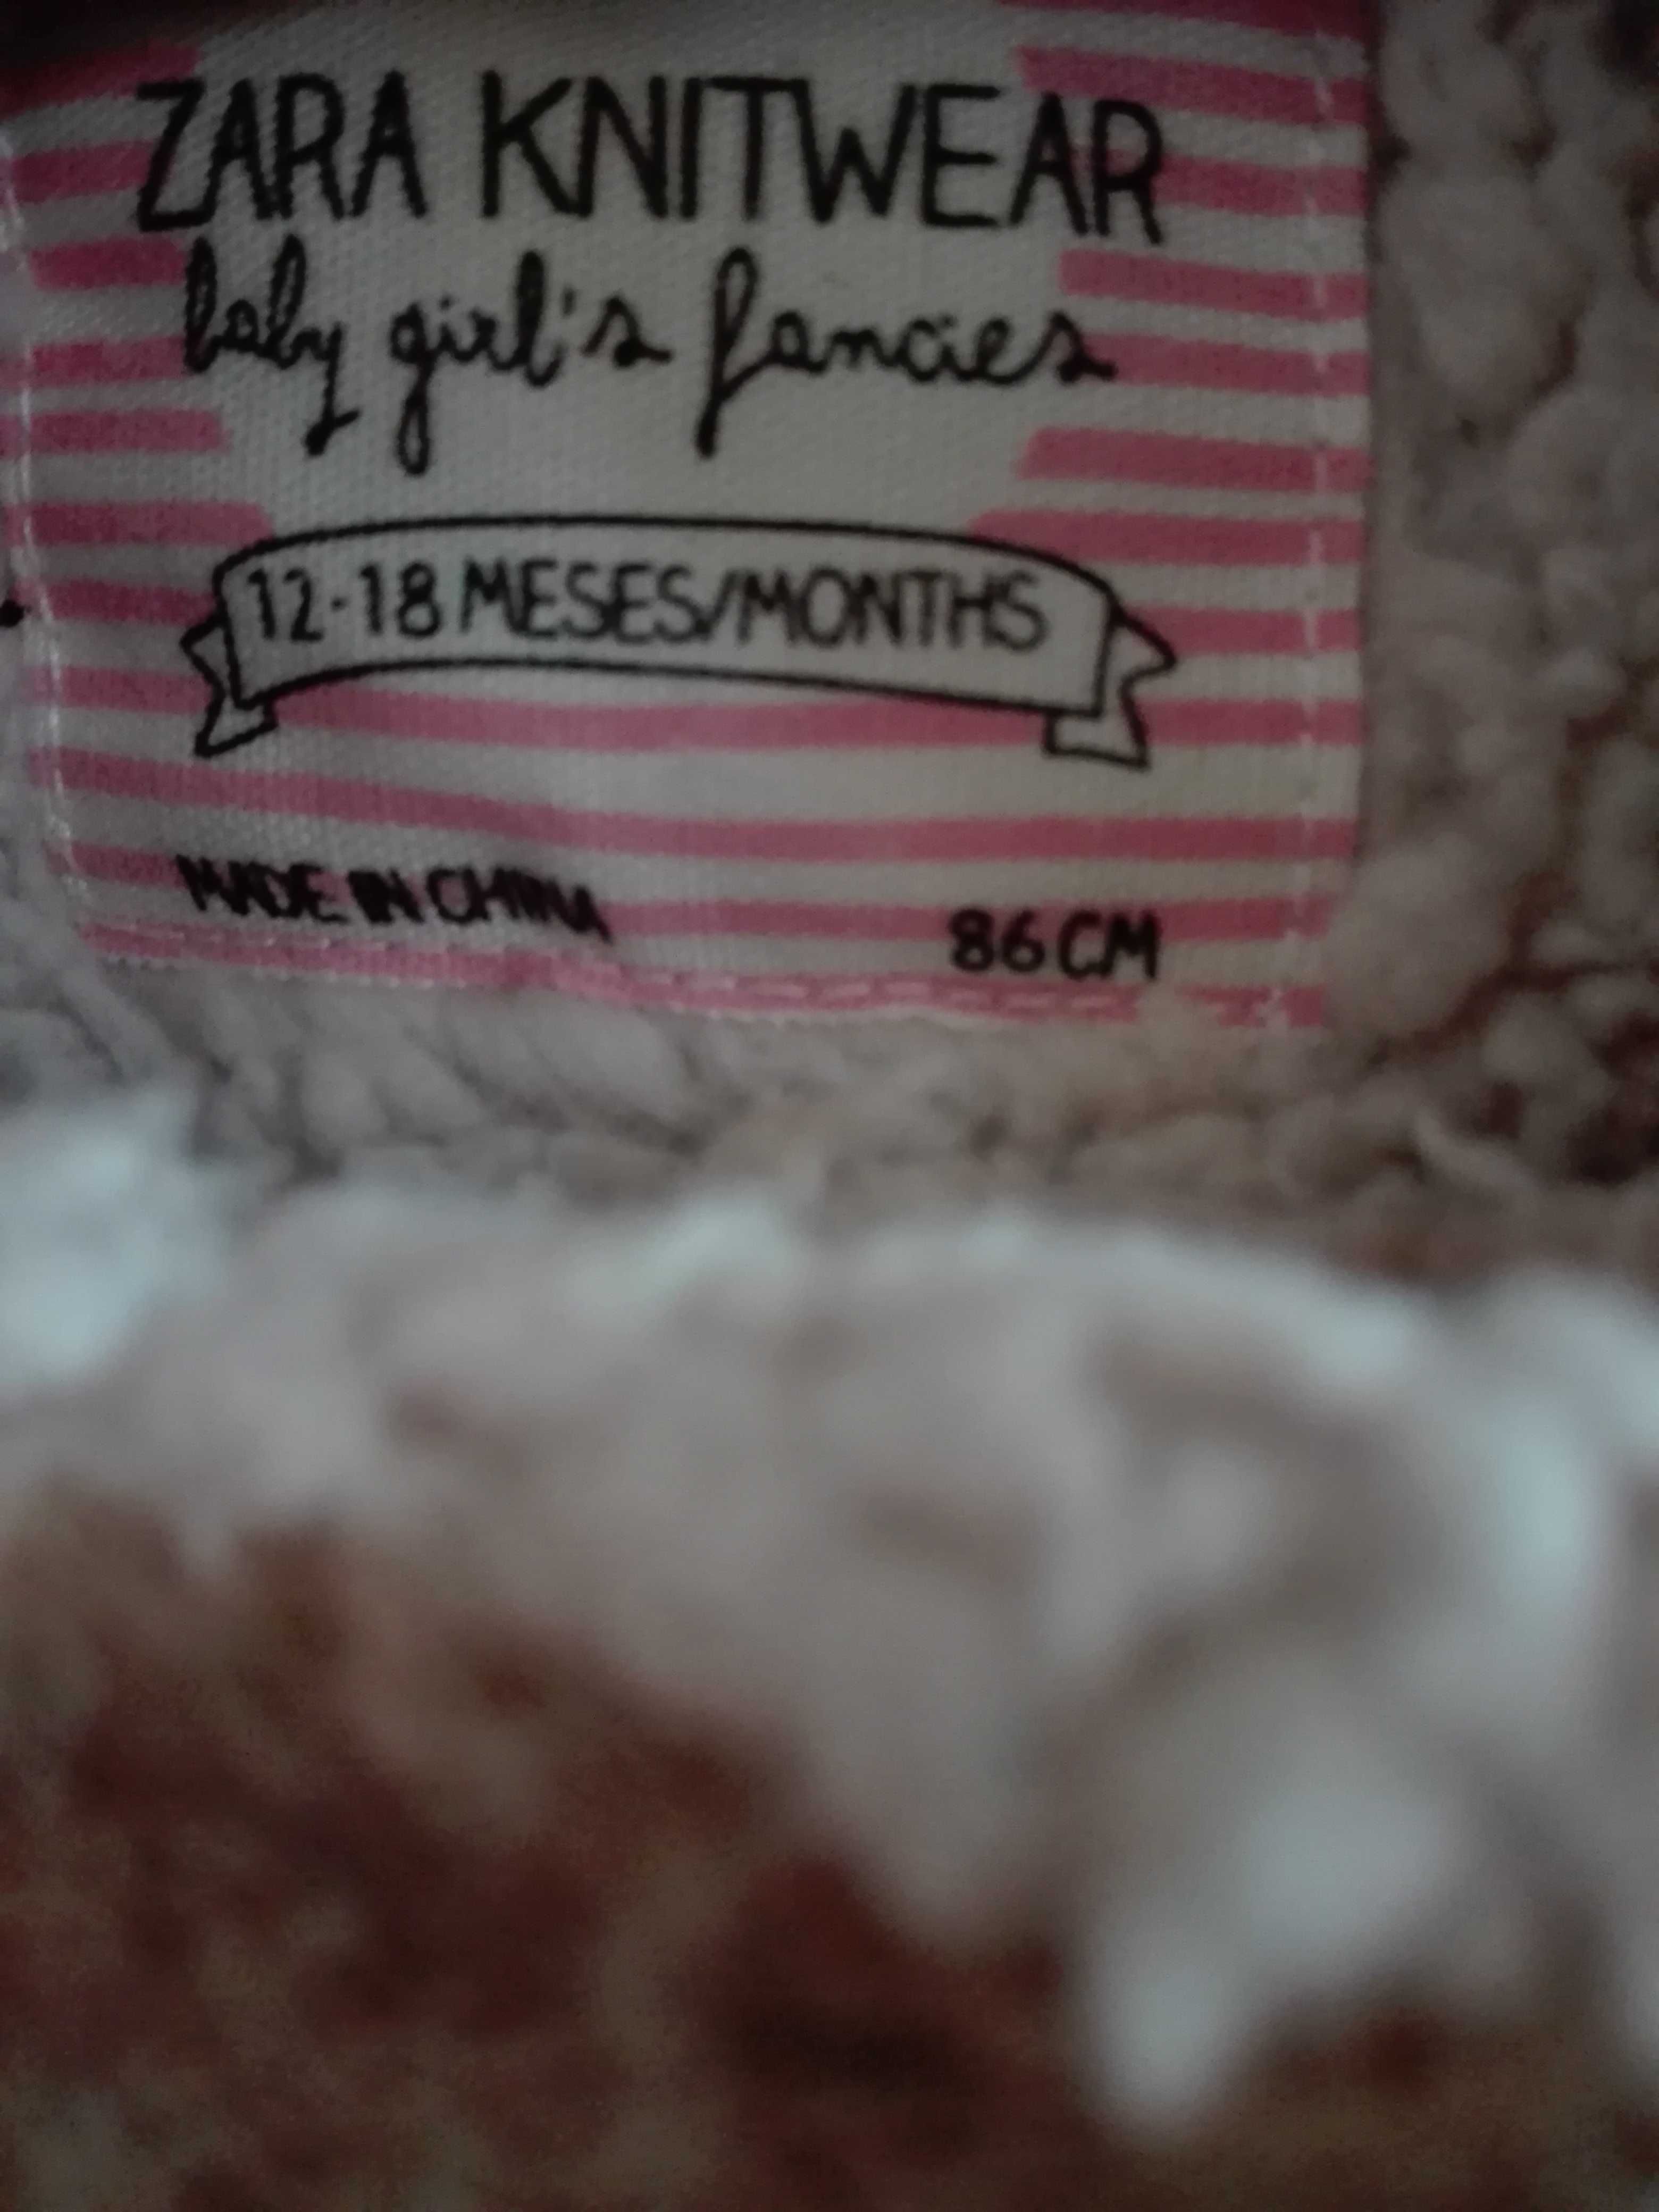 ZARA KNITWEAR
baby girl's fancies
12-18 MESES/MONTHS
MADE IN CHINA 86 CM